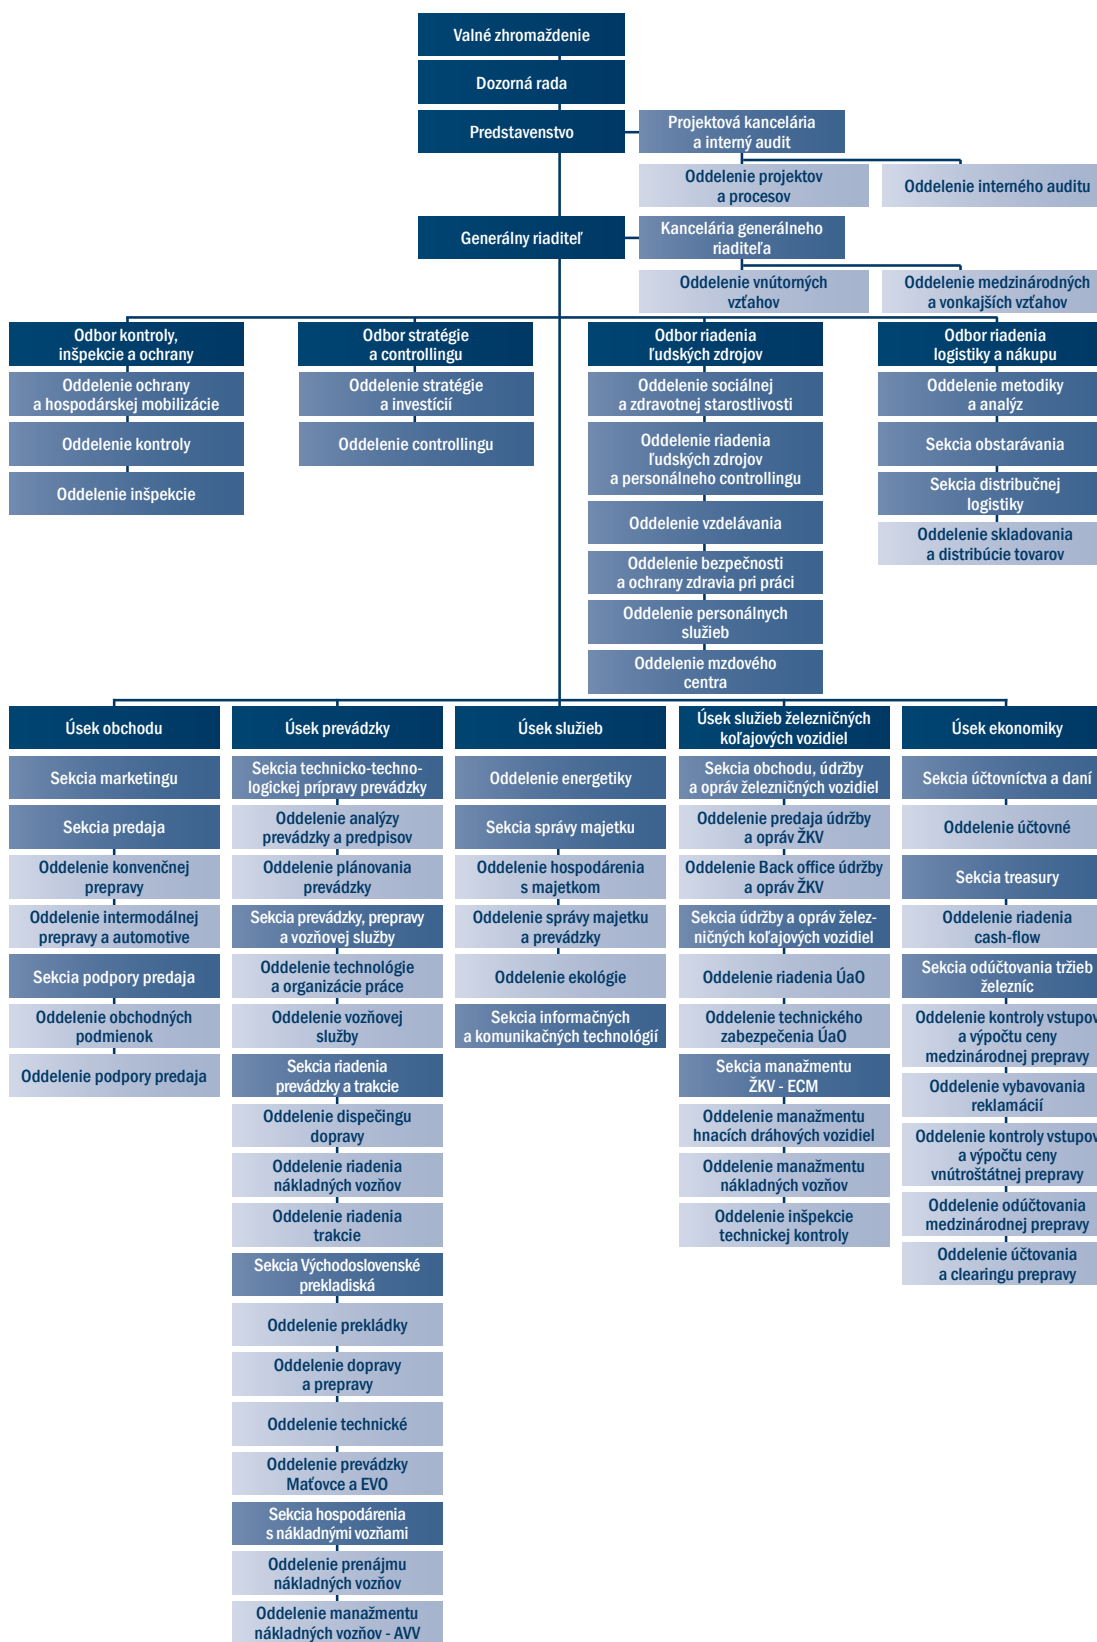 Valné zhromaždenie
Dozorná rada
Predstavenstvo
Projektová kancelária
a interný audit
Oddelenie projektov
a procesov
Oddelenie interného auditu
Generálny riaditeľ
Kancelária generálneho
riaditeľa
Oddelenie vnútorných
vzťahov
Oddelenie medzinárodných
a vonkajších vzťahov
Odbor kontroly,
inšpekcie a ochrany
Oddelenie ochrany
a hospodárskej mobilizácie
Oddelenie kontroly
Oddelenie inšpekcie
Odbor stratégie
a controllingu
Oddelenie stratégie
a investícií
Oddelenie controllingu
Odbor riadenia
ľudských zdrojov
Oddelenie sociálnej
a zdravotnej starostlivosti
Oddelenie riadenia
ľudských zdrojov
a personálneho controllingu
Oddelenie vzdelávania
Oddelenie bezpečnosti
a ochrany zdravia pri práci
Oddelenie personálnych
služieb
Oddelenie mzdového
centra
Odbor riadenia
logistiky a nákupu
Oddelenie metodiky
a analýz
Sekcia obstarávania
Sekcia distribučnej
logistiky
Oddelenie skladovania
a distribúcie tovarov
Úsek obchodu
Sekcia marketingu
Sekcia predaja
Oddelenie konvenčnej
prepravy
Oddelenie intermodálnej
prepravy a automotive
Sekcia podpory predaja
Oddelenie obchodných
podmienok
Oddelenie podpory predaja
Úsek prevádzky
Sekcia technicko-techno-
logickej prípravy prevádzky
Oddelenie analýzy
prevádzky a predpisov
Oddelenie plánovania
prevádzky
Sekcia prevádzky, prepravy
a vozňovej služby
Oddelenie technológie
a organizácie práce
Oddelenie vozňovej
služby
Sekcia riadenia
prevádzky a trakcie
Oddelenie dispečingu
dopravy
Oddelenie riadenia
nákladných vozňov
Oddelenie riadenia
trakcie
Sekcia Východoslovenské
prekladiská
Oddelenie prekládky
Oddelenie dopravy
a prepravy
Oddelenie technické
Oddelenie prevádzky
Maťovce a EVO
Sekcia hospodárenia
s nákladnými vozňami
Oddelenie prenájmu
nákladných vozňov
Oddelenie manažmentu
nákladných vozňov - AVV
Úsek služieb
Oddelenie energetiky
Sekcia správy majetku
Oddelenie hospodárenia
s majetkom
Oddelenie správy majetku
a prevádzky
Oddelenie ekológie
Sekcia informačných
a komunikačných technológií
Úsek služieb železničných
koľajových vozidiel
Sekcia obchodu, údržby
a opráv železničných vozidiel
Oddelenie predaja údržby
a opráv ŽKV
Oddelenie Back office údržby
a opráv ŽKV
Sekcia údržby a opráv želez-
ničných koľajových vozidiel
Oddelenie riadenia ÚaO
Oddelenie technického
zabezpečenia ÚaO
Sekcia manažmentu
ŽKV - ECM
Oddelenie manažmentu
hnacích dráhových vozidiel
Oddelenie manažmentu
nákladných vozňov
Oddelenie inšpekcie
technickej kontroly
Úsek ekonomiky
Sekcia účtovníctva a daní
Oddelenie účtovné
Sekcia treasury
Oddelenie riadenia
cash-flow
Sekcia odúčtovania tržieb
železníc
Oddelenie kontroly vstupov
a výpočtu ceny
medzinárodnej prepravy
Oddelenie vybavovania
reklamácií
Oddelenie kontroly vstupov
a výpočtu ceny
vnútroštátnej prepravy
Oddelenie odúčtovania
medzinárodnej prepravy
Oddelenie účtovania
a clearingu prepravy